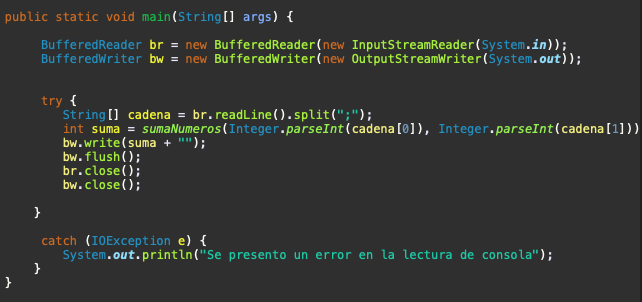 public static void main(String[] args) {
BufferedReader br = new BufferedReader(new InputStreamReader(System.in));
BufferedWriter bw = new BufferedWriter(new OutputStreamWriter(System.out));
try {
String[] cadena = br.readLine().split(";");
int suma = sumaNumeros(Integer.parseInt(cadena[0]), Integer.parseInt(cadena[1]))
bw.write(suma + "");
bw.flush();
br.close();
bw.close();
}
catch (IOException e) {
System.out.println("Se presento un error en la lectura de consola");
}
}